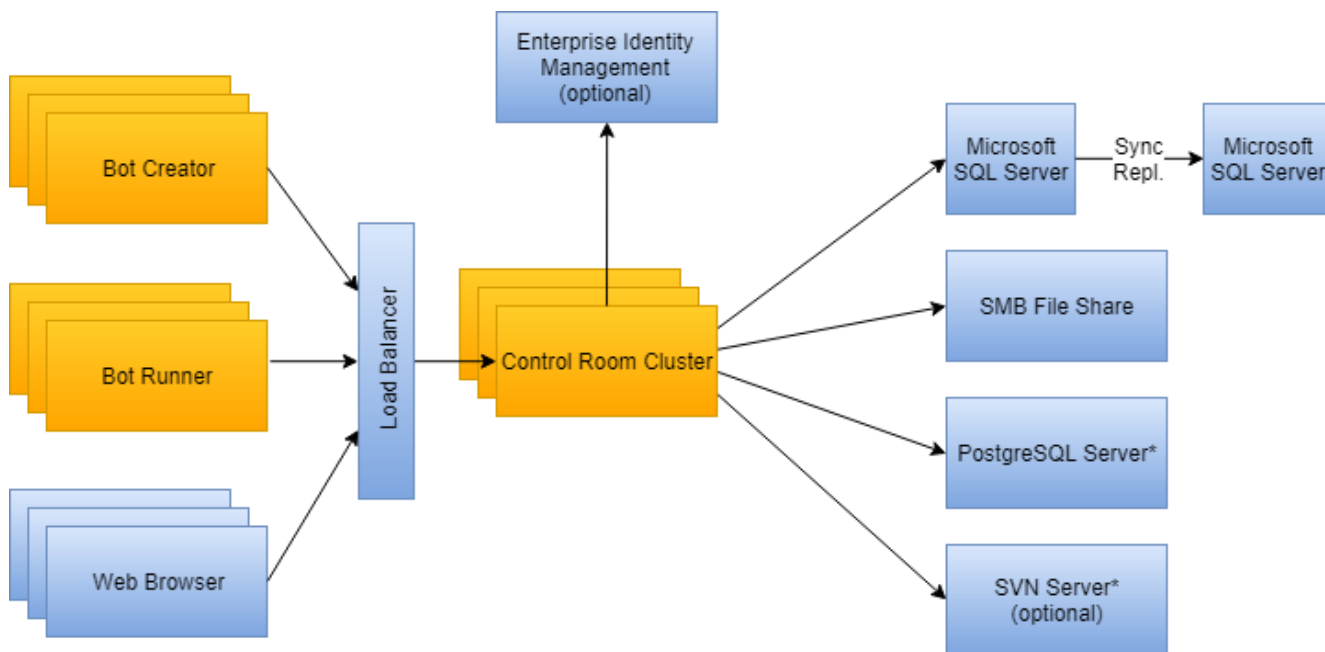 Enterprise Identity
Management
(optional)
Bot Creator
Microsoft
SQL Server
Sync
Repl.
Microsoft
SQL Server
Load Balancer
SMB File Share
Bot Runner
Control Room Cluster
PostgreSQL Server*
Web Browser
SVN Server*
(optional)